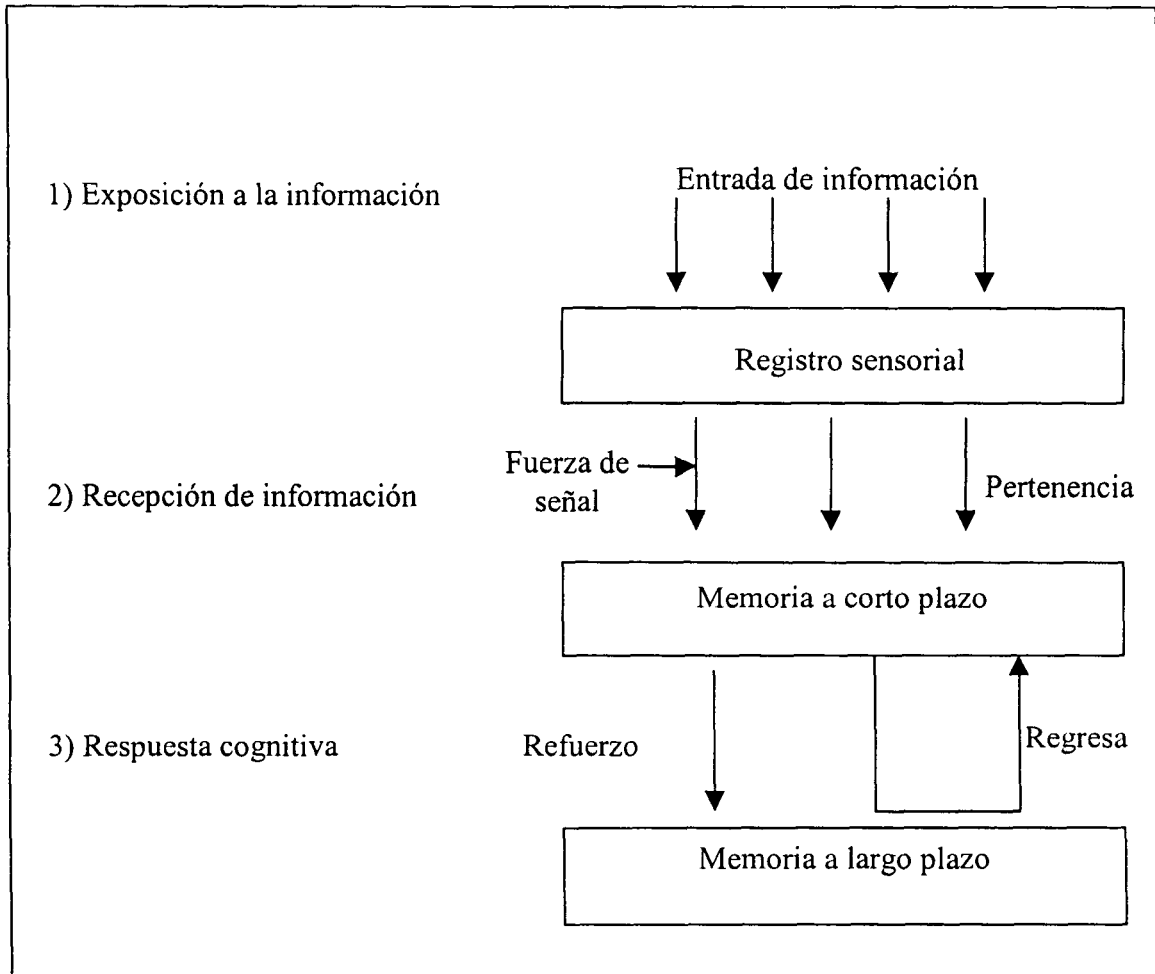 1) Exposición a la información
Entrada de información
Registro sensorial
2) Recepción de información
Fuerza de
señal
Pertenencia
Memoria a corto plazo
3) Respuesta cognitiva
Refuerzo
Regresa
Memoria a largo plazo